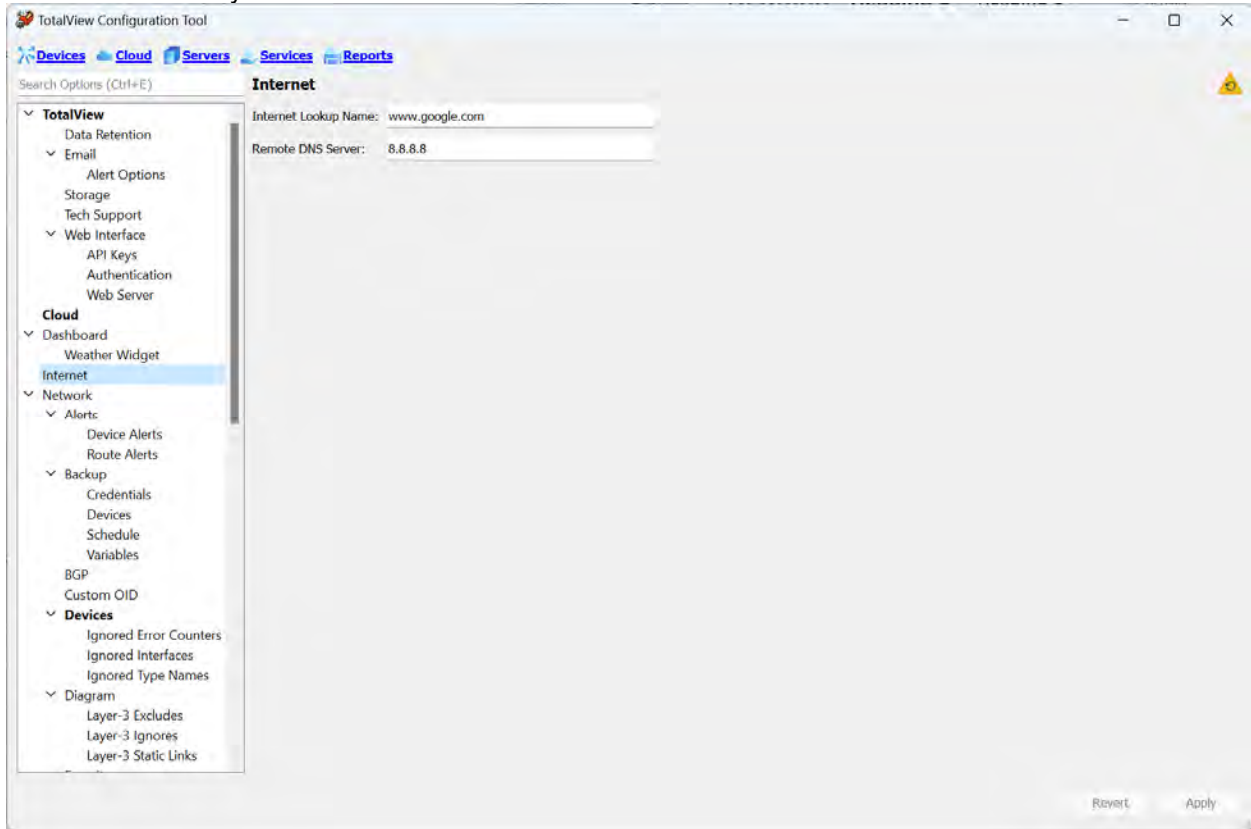 TotalView Configuration Tool
Devices Cloud Servers Services Reports
Search Options (Ctrl+E)
Internet
TotalView
Data Retention
Email
Alert Options
Storage
Tech Support
Web Interface
API Keys
Authentication
Web Server
Cloud
Dashboard
Weather Widget
Internet
Network
Alerts
Device Alerts
Route Alerts
Backup
Credentials
Devices
Schedule
Variables
BGP
Custom OID
Devices
Ignored Error Counters
Ignored Interfaces
Ignored Type Names
Diagram
Layer-3 Excludes
Layer-3 Ignores
Layer-3 Static Links
Internet Lookup Name: www.google.com
Remote DNS Server: 8.8.8.8
Revert Apply